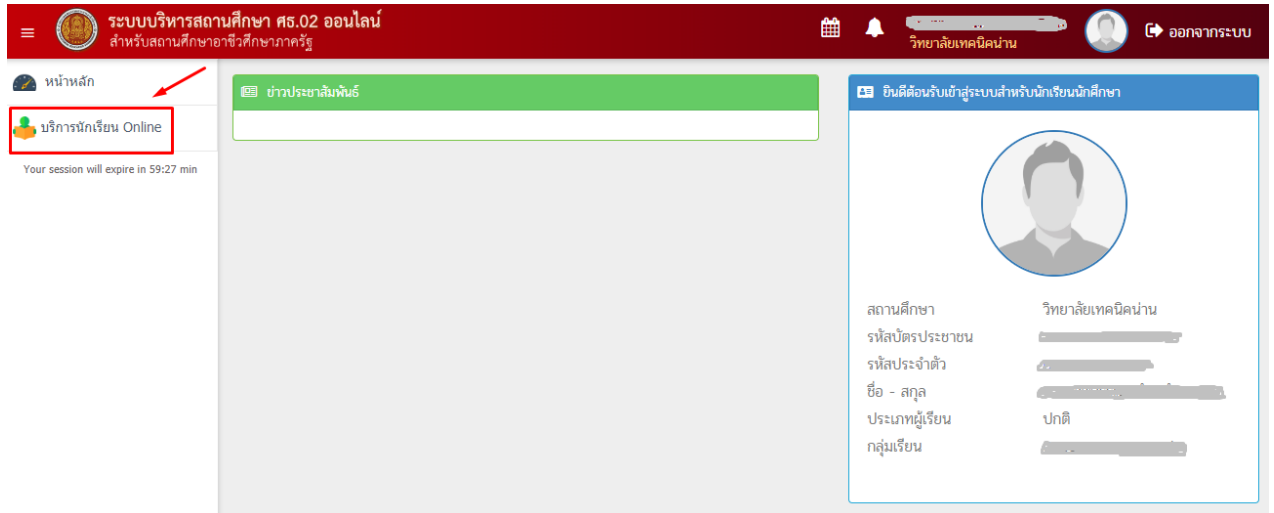 ระบบบริหารสถานศึกษา ศธ.02 ออนไลน์
สำหรับสถานศึกษาอาชีวศึกษาภาครัฐ
วิทยาลัยเทคนิคน่าน
ออกจากระบบ
หน้าหลัก
บริการนักเรียน Online
Your session will expire in 59:27 min
ข่าวประชาสัมพันธ์
ยินดีต้อนรับเข้าสู่ระบบสำหรับนักเรียนนักศึกษา
สถานศึกษา วิทยาลัยเทคนิคน่าน
รหัสบัตรประชาชน
รหัสประจำตัว
ชื่อ - สกุล
ประเภทผู้เรียน ปกติ
กลุ่มเรียน